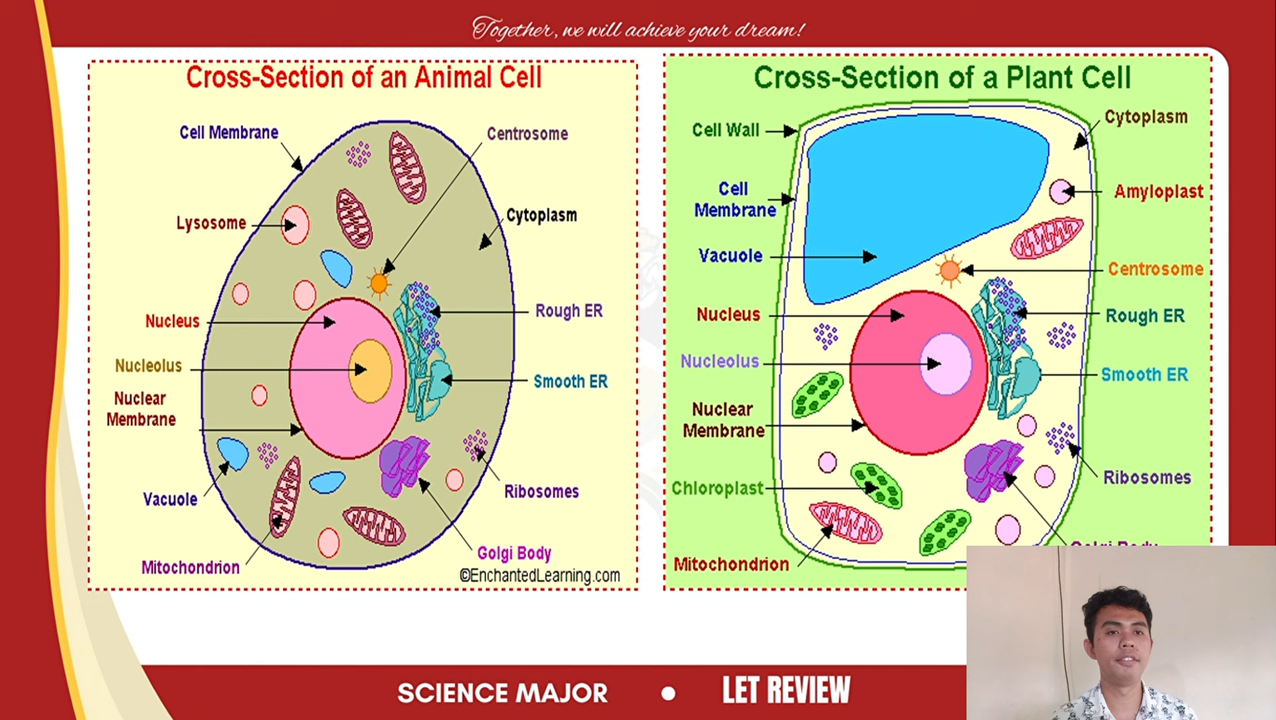 Together, we will achieve your dream!
Cross-Section of an Animal Cell
Cell Membrane
Centrosome
Lysosome
Cytoplasm
Nucleus
Rough ER
Nucleolus
Smooth ER
Nuclear
Membrane
Vacuole
Ribosomes
Mitochondrion
Golgi Body
©EnchantedLearning.com
Cross-Section of a Plant Cell
Cell Wall
Cytoplasm
Cell
Membrane
Amyloplast
Vacuole
Centrosome
Nucleus
Rough ER
Nucleolus
Smooth ER
Nuclear
Membrane
Chloroplast
Ribosomes
Golgi Body
Mitochondrion
SCIENCE MAJOR • LET REVIEW